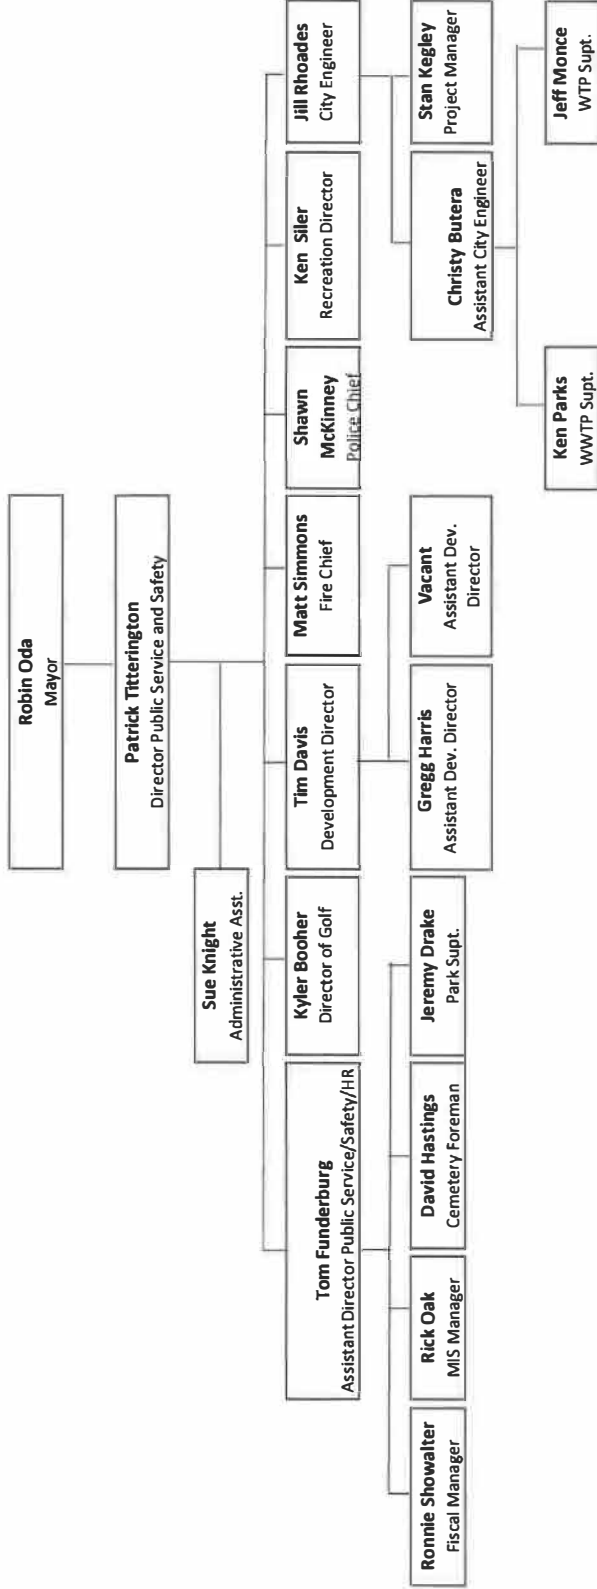 Robin Oda
Mayor
Patrick Titterington
Director Public Service and Safety
Sue Knight
Administrative Asst.
Tom Funderburg
Assistant Director Public Service/Safety/HR
Kyler Booher
Director of Golf
Tim Davis
Development Director
Matt Simmons
Fire Chief
Shawn
McKinney
Police Chief
Ken Siler
Recreation Director
Jill Rhoades
City Engineer
Ronnie Showalter
Fiscal Manager
Rick Oak
MIS Manager
David Hastings
Cemetery Foreman
Jeremy Drake
Park Supt.
Gregg Harris
Assistant Dev. Director
Vacant
Assistant Dev.
Director
Christy Butera
Assistant City Engineer
Stan Kegley
Project Manager
Ken Parks
WWTP Supt.
Jeff Monce
WTP Supt.